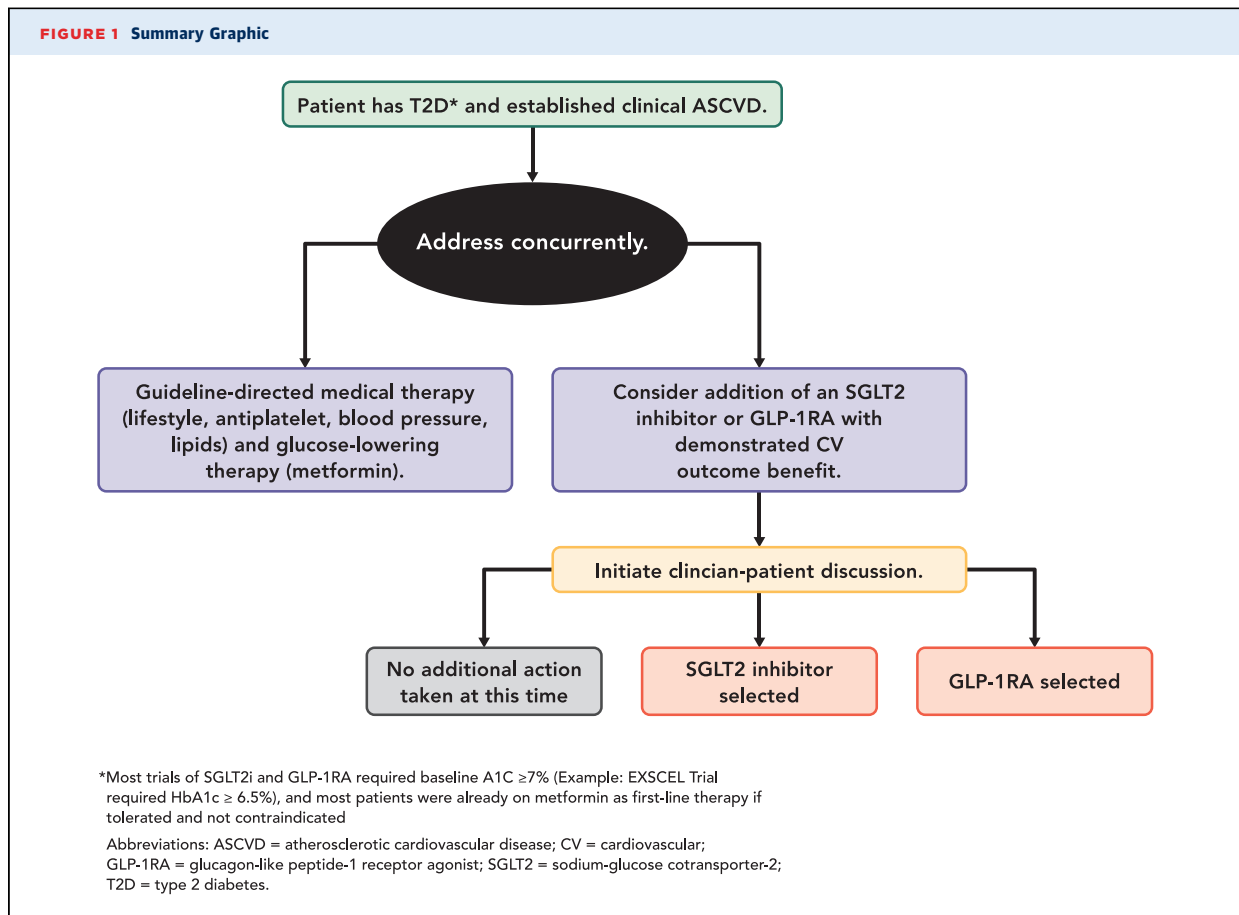 FIGURE 1 Summary Graphic
Patient has T2D* and established clinical ASCVD.
Address concurrently.
Guideline-directed medical therapy
(lifestyle, antiplatelet, blood pressure,
lipids) and glucose-lowering
therapy (metformin).
Consider addition of an SGLT2
inhibitor or GLP-1RA with
demonstrated CV
outcome benefit.
Initiate clincian-patient discussion.
No additional action
taken at this time
SGLT2 inhibitor
selected
GLP-1RA selected
*Most trials of SGLT2i and GLP-1RA required baseline A1C ≥7% (Example: EXSCEL Trial
required HbA1c ≥ 6.5%), and most patients were already on metformin as first-line therapy if
tolerated and not contraindicated
Abbreviations: ASCVD = atherosclerotic cardiovascular disease; CV = cardiovascular;
GLP-1RA = glucagon-like peptide-1 receptor agonist; SGLT2 = sodium-glucose cotransporter-2;
T2D = type 2 diabetes.